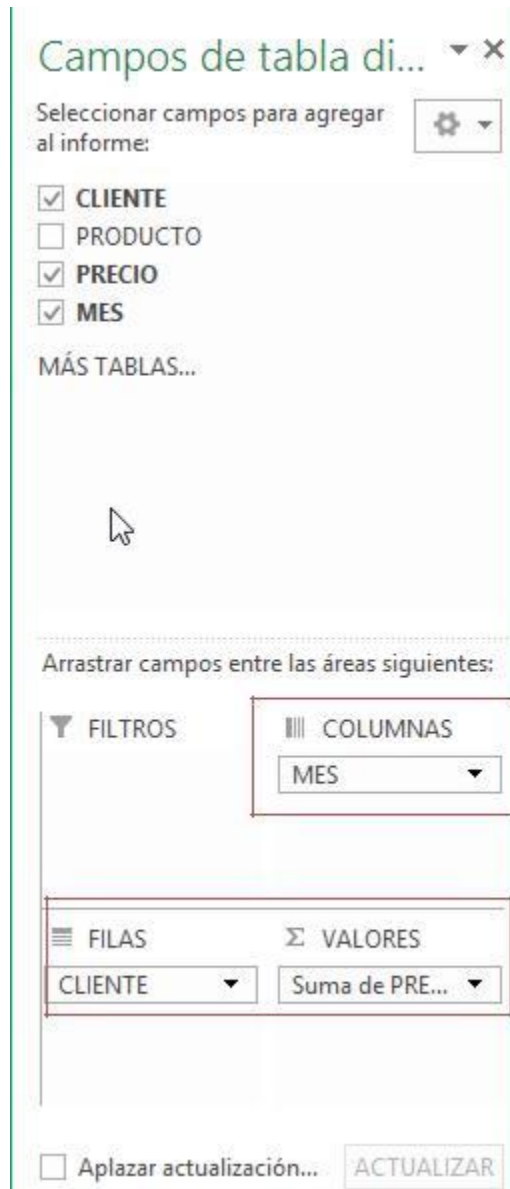 Campos de tabla di...
Seleccionar campos para agregar
al informe:
CLIENTE
PRODUCTO
PRECIO
MES
MÁS TABLAS...
Arrastrar campos entre las áreas siguientes:
FILTROS
COLUMNAS
MES
FILAS
VALORES
CLIENTE
Suma de PRE...
Aplazar actualización...
ACTUALIZAR